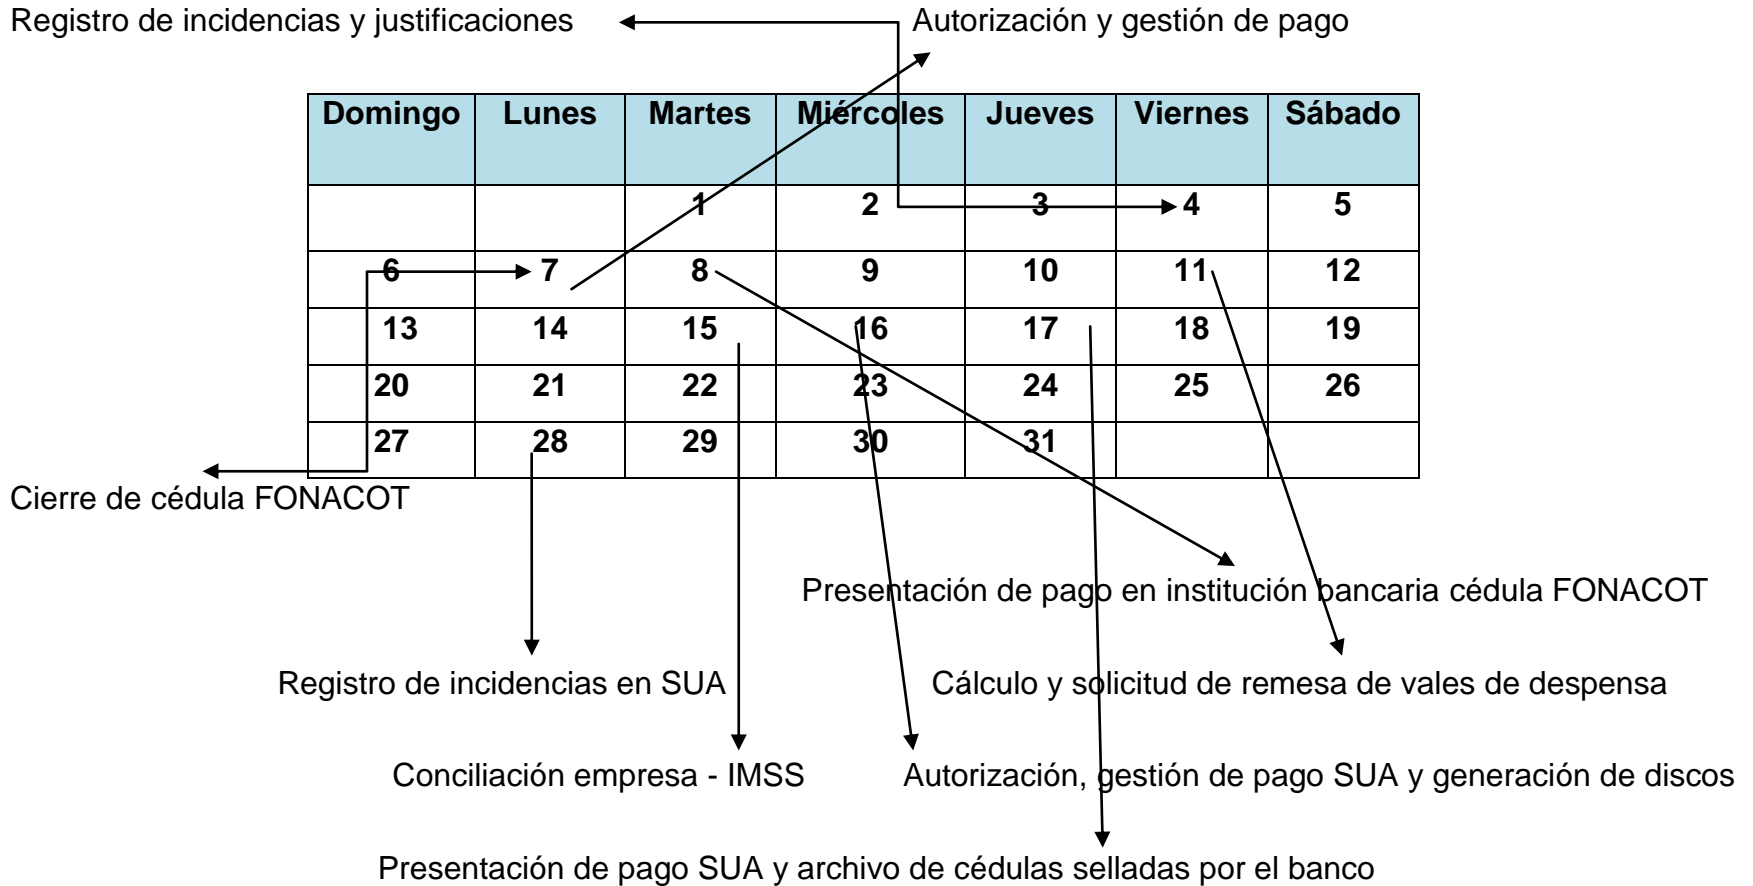 Registro de incidencias y justificaciones
Autorización y gestión de pago
Domingo Lunes Martes Miércoles Jueves Viernes Sábado
1 2 3 4 5
6 7 8 9 10 11 12
13 14 15 16 17 18 19
20 21 22 23 24 25 26
27 28 29 30 31
Cierre de cédula FONACOT
Presentación de pago en institución bancaria cédula FONACOT
Registro de incidencias en SUA
Cálculo y solicitud de remesa de vales de despensa
Conciliación empresa - IMSS
Autorización, gestión de pago SUA y generación de discos
Presentación de pago SUA y archivo de cédulas selladas por el banco